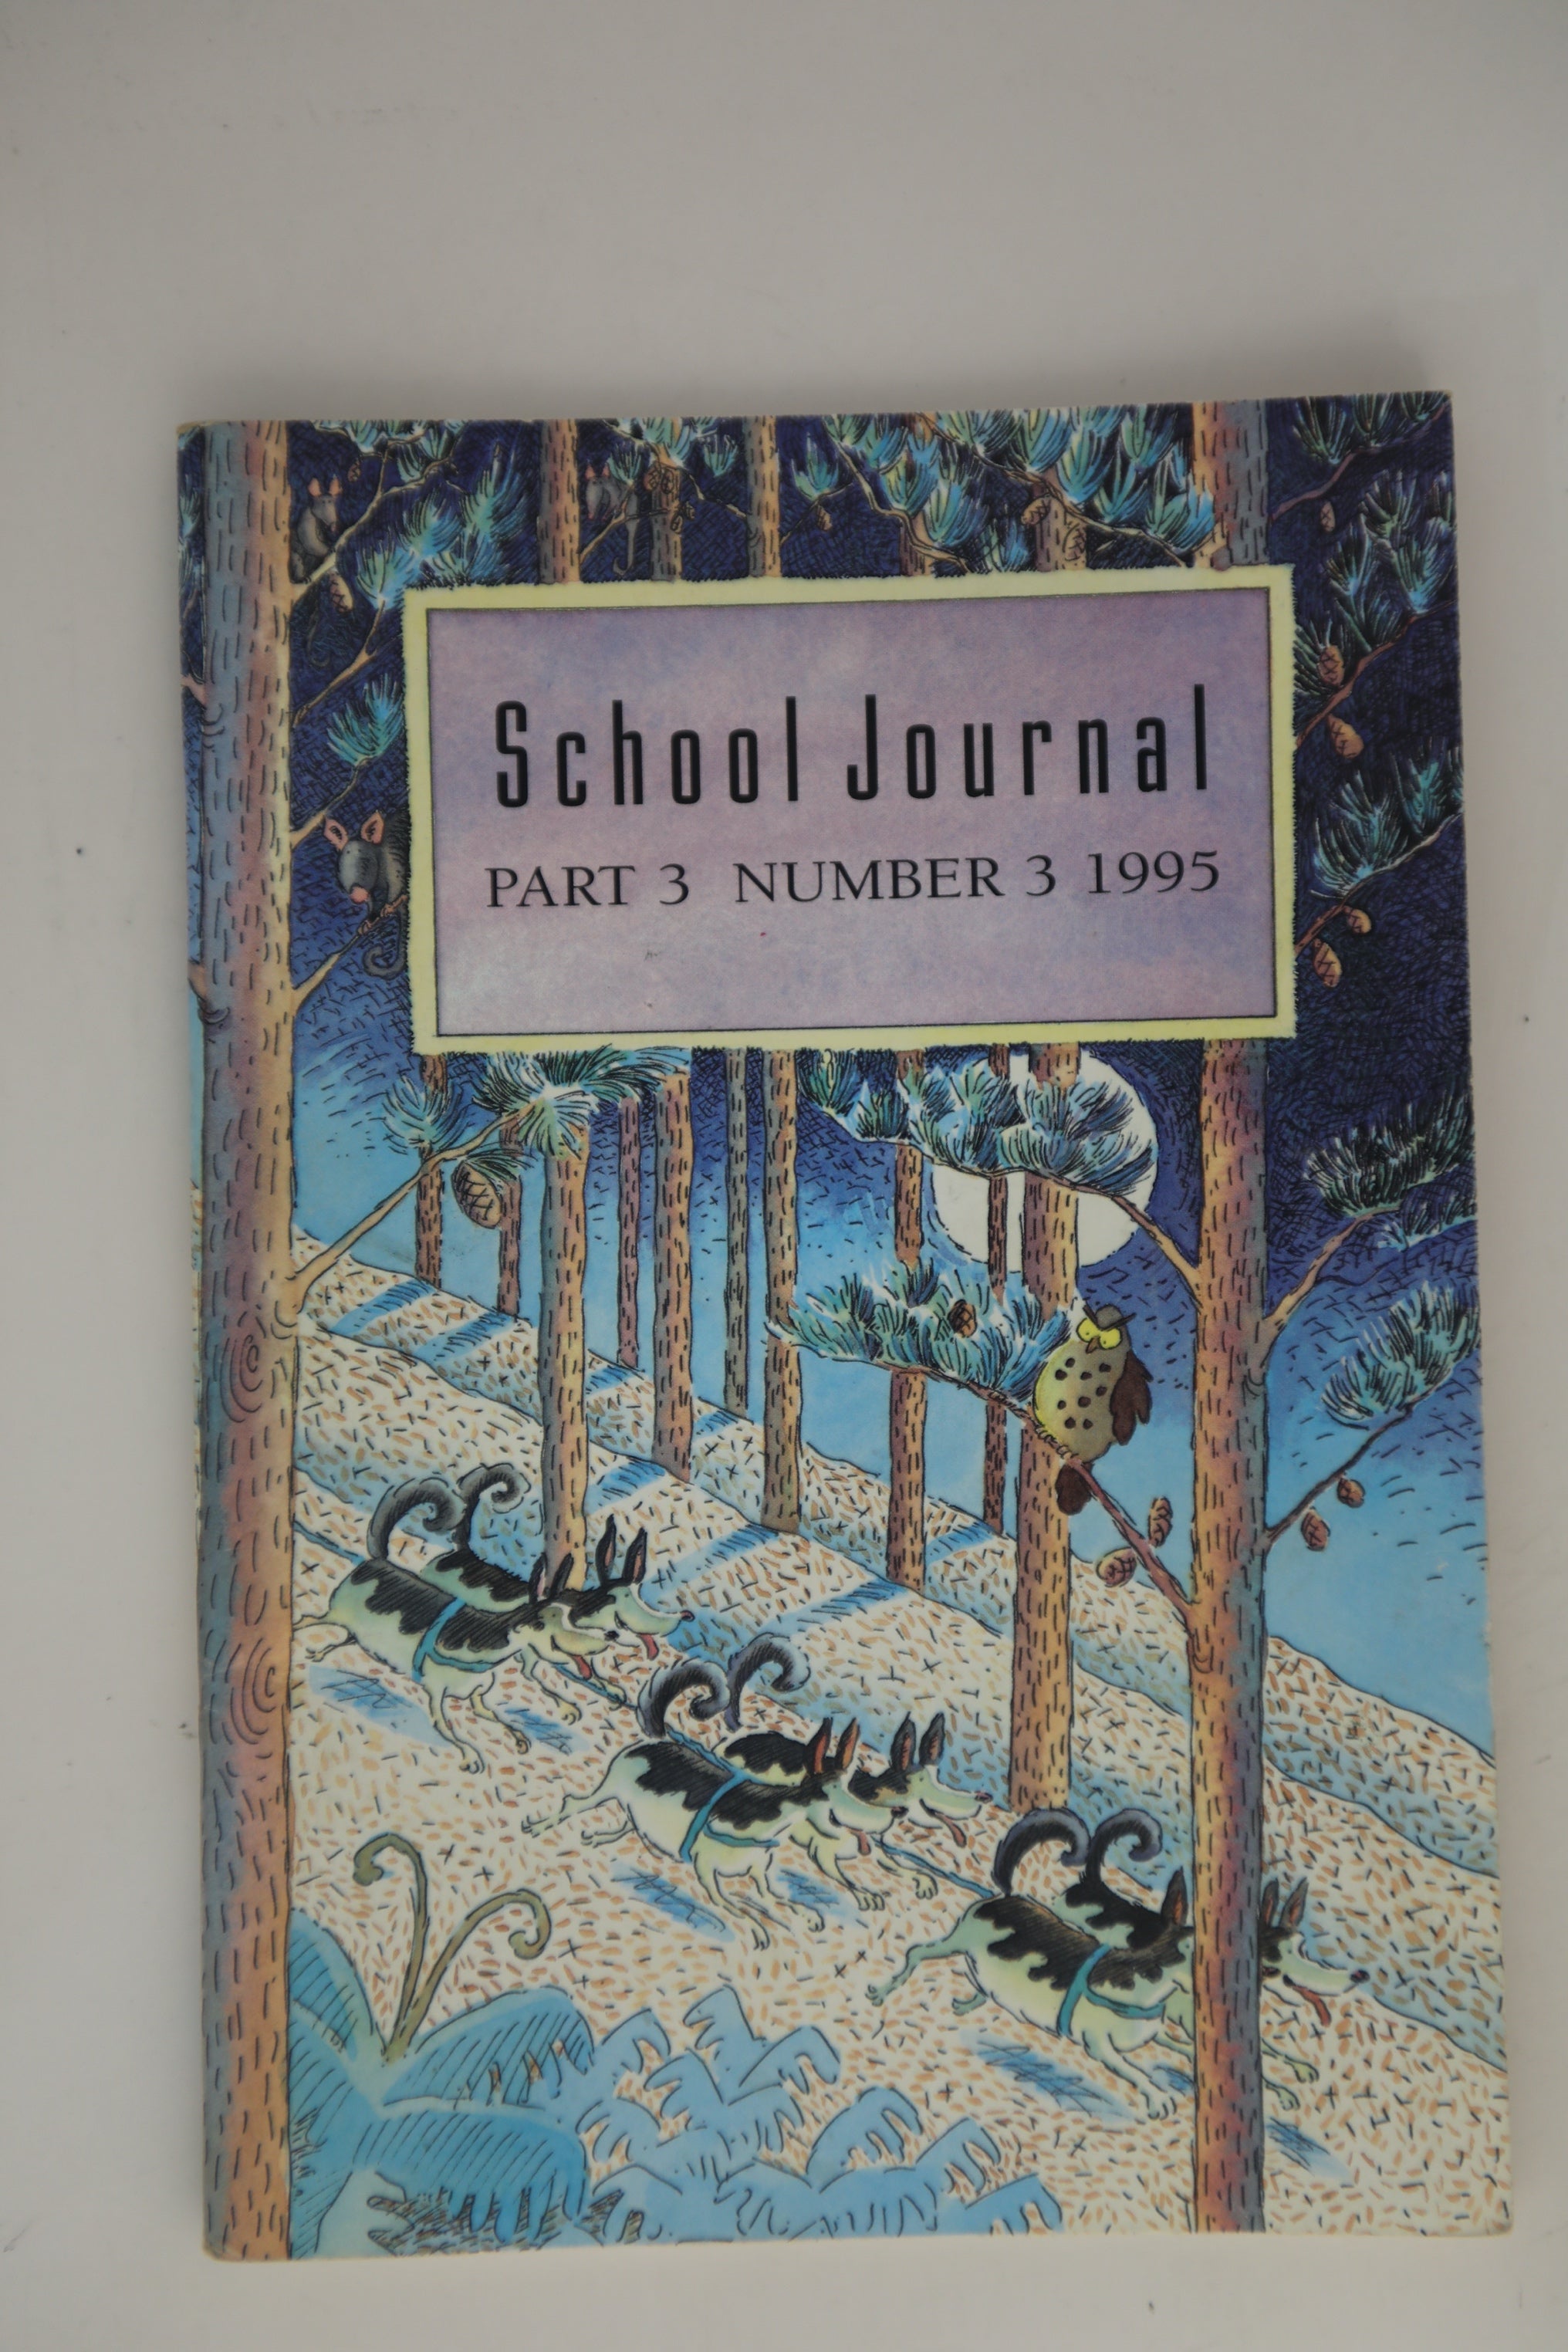 School Journal
PART 3 NUMBER 3 1995